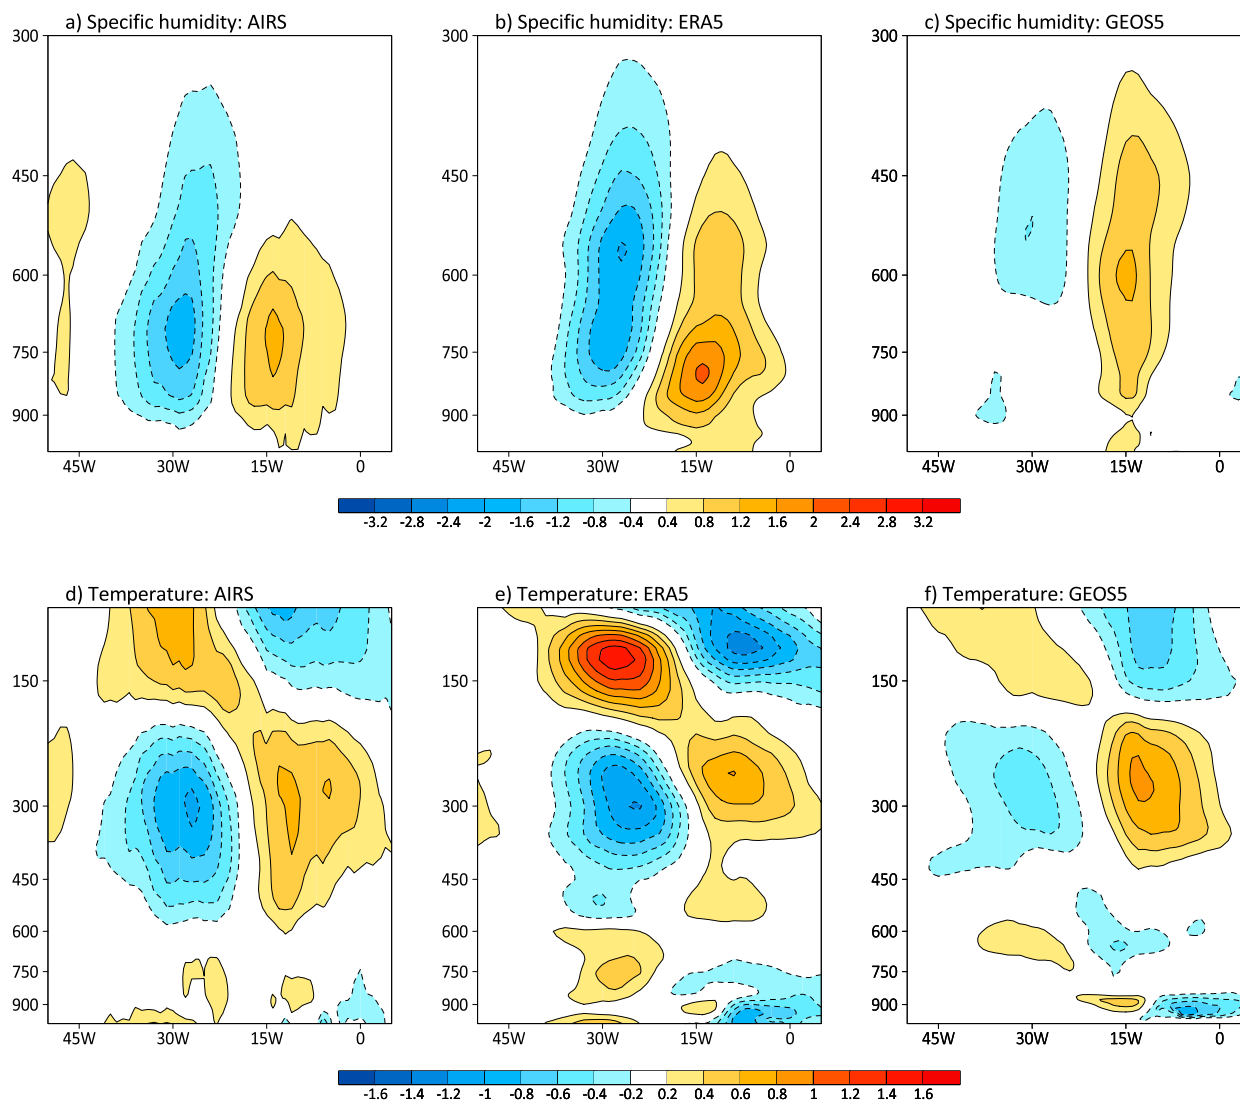 a) Specific humidity: AIRS
b) Specific humidity: ERA5
c) Specific humidity: GEOS5
300 300 300
450 450 450
600 600 600
750 750 750
900 900 900
45W 30W 15W 0 45W 30W 15W 0 45W 30W 15W 0
-3.2 -2.8 -2.4 -2 -1.6 -1.2 -0.8 -0.4 0.4 0.8 1.2 1.6 2 2.4 2.8 3.2
d) Temperature: AIRS
e) Temperature: ERA5
f) Temperature: GEOS5
150 150 150
300 300 300
450 450 450
600 600 600
750 750 750
900 900 900
45W 30W 15W 0 45W 30W 15W 0 45W 30W 15W 0
-1.6 -1.4 -1.2 -1 -0.8 -0.6 -0.4 -0.2 0.2 0.4 0.6 0.8 1 1.2 1.4 1.6